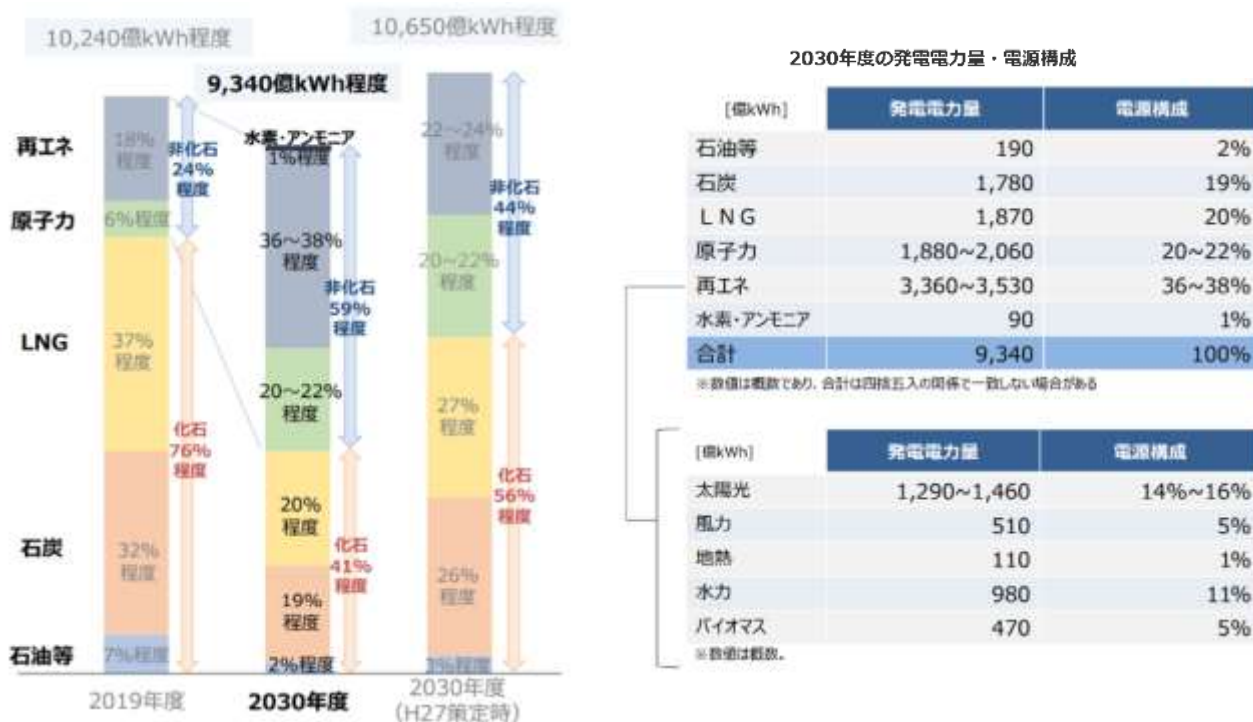 10,240億kWh程度
9,340億kWh程度
10,650億kWh程度
再エネ
原子力
LNG
石炭
石油等
18%
程度
6%程度
37%
程度
32%
程度
7%程度
非化石
24%
程度
化石
76%
程度
2019年度
水素・アンモニア
1%程度
36～38%
程度
20～22%
程度
20%
程度
19%
程度
2%程度
非化石
59%
程度
化石
41%
程度
2030年度
22～24%
程度
20～22%
程度
27%
程度
26%
程度
3%程度
非化石
44%
程度
化石
56%
程度
2030年度
（H27策定時）
2030年度の発電電力量・電源構成
[億kWh] 発電電力量 電源構成
石油等 190 2%
石炭 1,780 19%
ＬＮＧ 1,870 20%
原子力 1,880~2,060 20~22%
再エネ 3,360~3,530 36~38%
水素・アンモニア 90 1%
合計 9,340 100%
※数値は概数であり、合計は四捨五入の関係で一致しない場合がある
[億kWh] 発電電力量 電源構成
太陽光 1,290~1,460 14%~16%
風力 510 5%
地熱 110 1%
水力 980 11%
バイオマス 470 5%
※数値は概数。